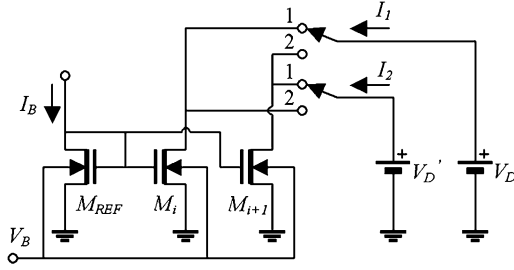 1
I1
2
1
I2
2
IB
+
VD'
+
VD
MREF
Mi
Mi+1
VB